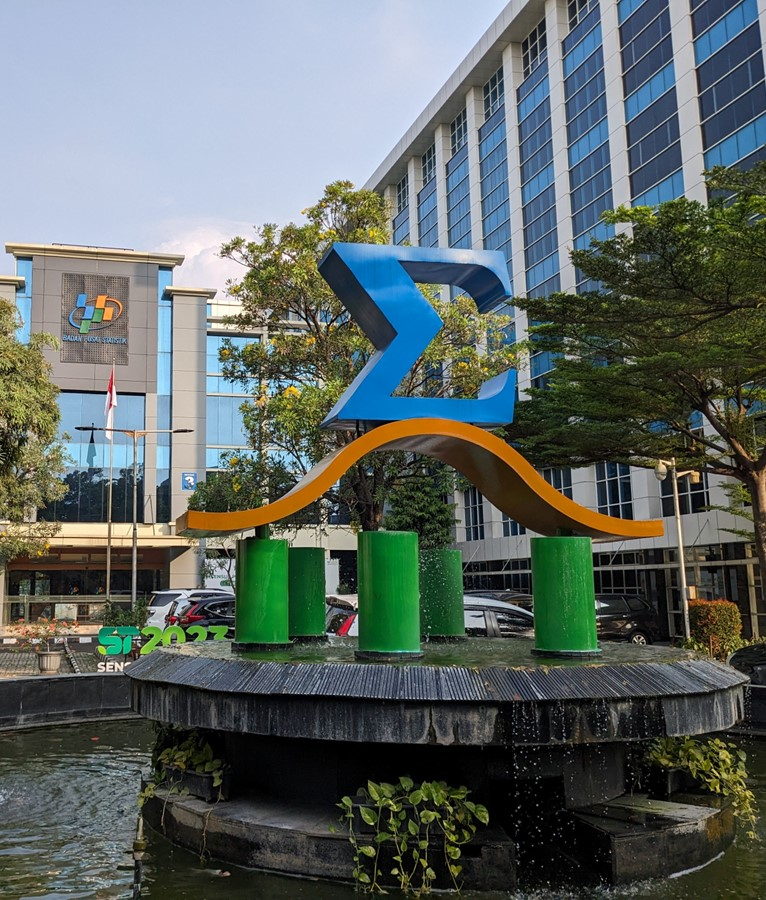 BADAN PUSAT STATISTIK
Σ
ST2023
SENS